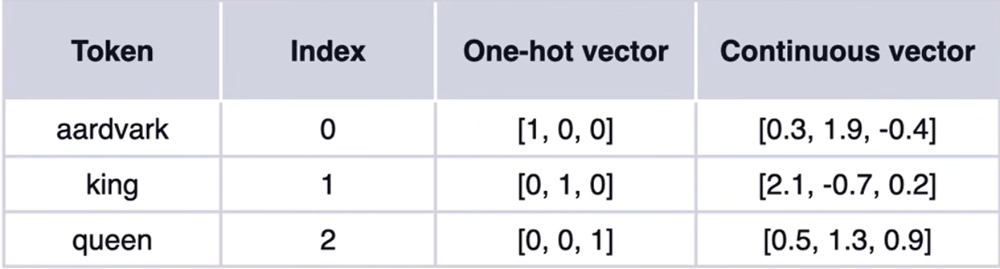 Token Index One-hot vector Continuous vector
aardvark 0 [1, 0, 0] [0.3, 1.9, -0.4]
king 1 [0, 1, 0] [2.1, -0.7, 0.2]
queen 2 [0, 0, 1] [0.5, 1.3, 0.9]